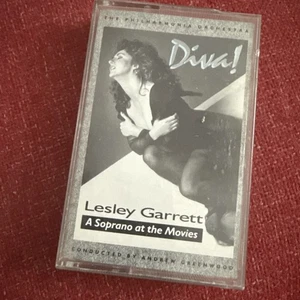 THE PHILHARMONIA ORCHESTRA
Diva!
Lesley Garrett
A Soprano at the Movies
CONDUCTED BY ANDREW GREENWOOD